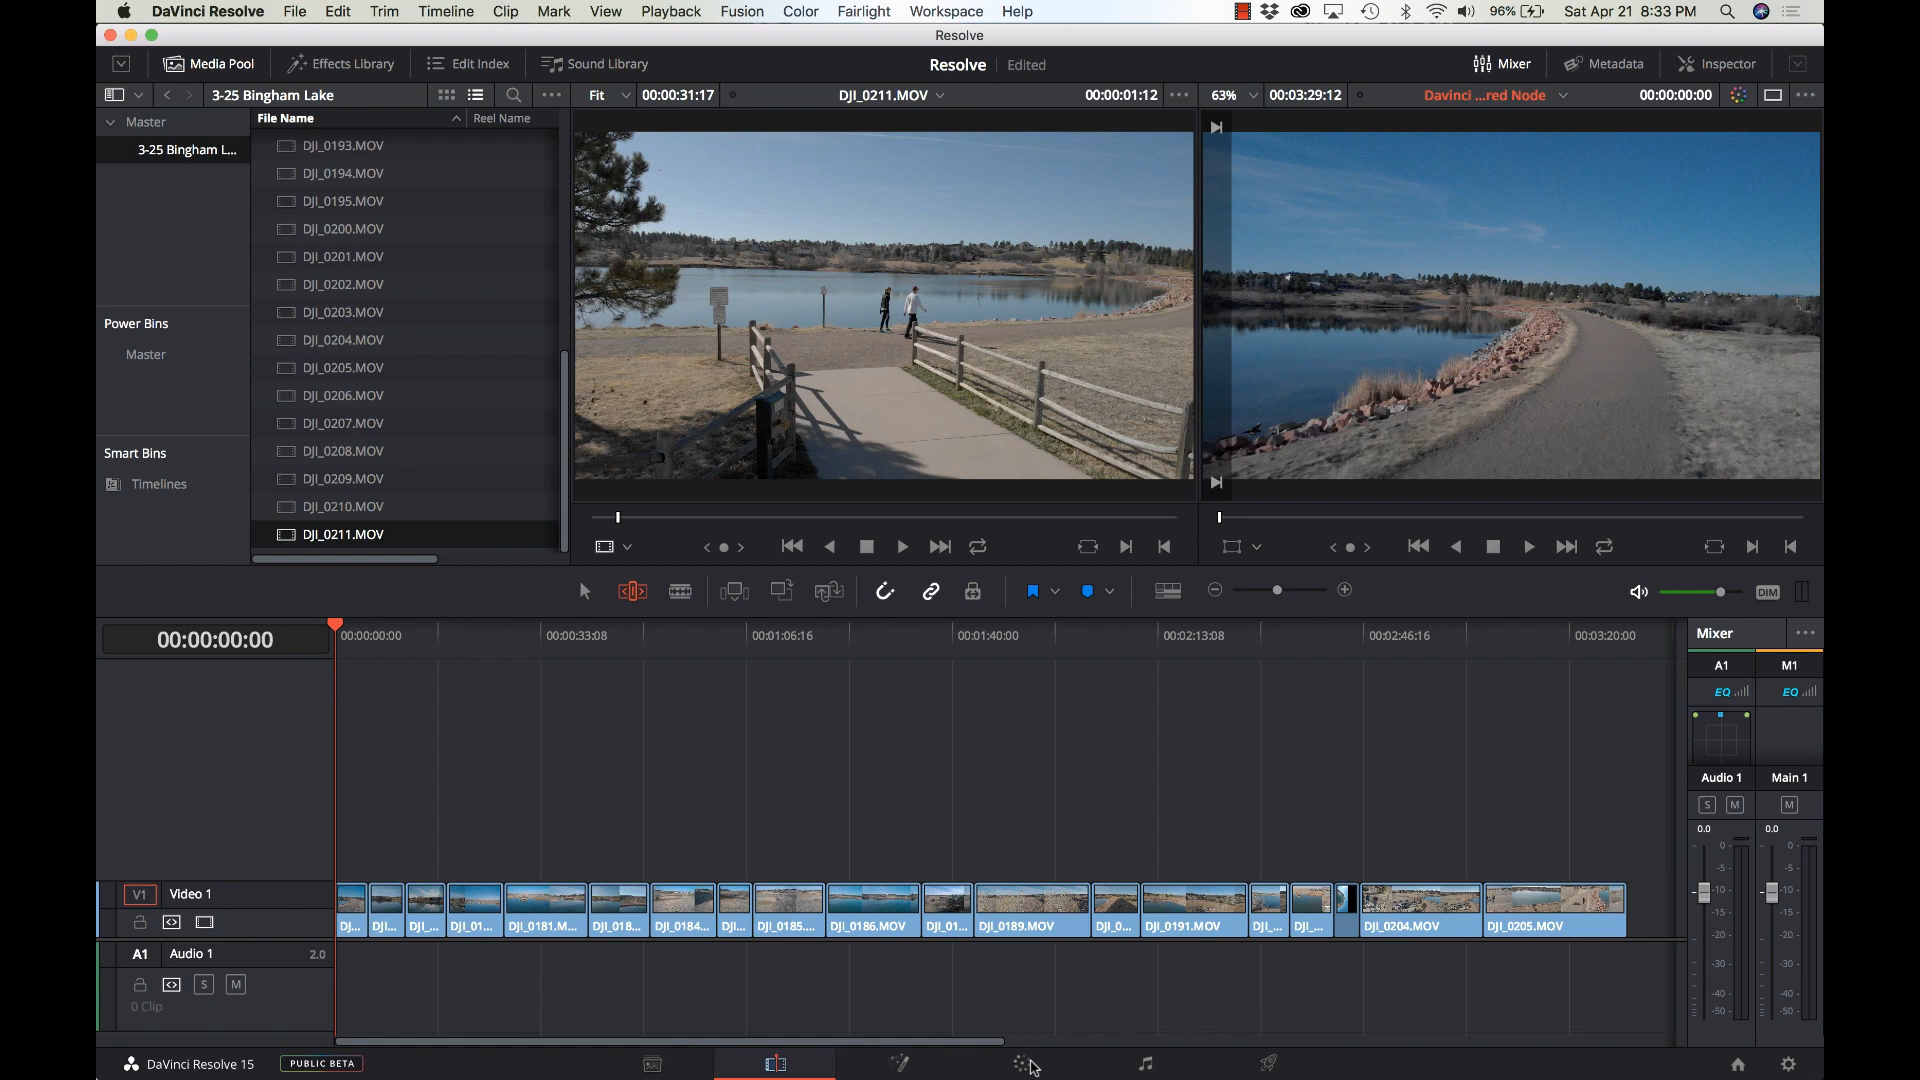 DaVinci Resolve File Edit Trim Timeline Clip Mark View Playback Fusion Color Fairlight Workspace Help 96% Sat Apr 21 8:33 PM
Resolve
Media Pool Effects Library Edit Index Sound Library Resolve Edited Mixer Metadata Inspector
3-25 Bingham Lake Fit 00:00:31:17 DJI_0211.MOV 00:00:01:12 63% 00:03:29:12 Davinci ...red Node 00:00:00:00
Master File Name Reel Name
3-25 Bingham L...
DJI_0193.MOV
DJI_0194.MOV
DJI_0195.MOV
DJI_0200.MOV
DJI_0201.MOV
DJI_0202.MOV
DJI_0203.MOV
DJI_0204.MOV
DJI_0205.MOV
DJI_0206.MOV
DJI_0207.MOV
DJI_0208.MOV
DJI_0209.MOV
DJI_0210.MOV
DJI_0211.MOV
Power Bins
Master
Smart Bins
Timelines
DIM
00:00:00:00 00:00:00:00 00:00:33:08 00:01:06:16 00:01:40:00 00:02:13:08 00:02:46:16 00:03:20:00
Mixer
A1 M1
EQ EQ
Audio 1 Main 1
S M M
0.0 0.0
0 0
-5 -5
-10 -10
-15 -15
-20 -20
-30 -30
-40 -40
-50 -50
V1 Video 1
DJ... DJI... DJI_... DJI_01... DJI_0181.M... DJI_018... DJI_0184... DJI... DJI_0185.... DJI_0186.MOV DJI_01... DJI_0189.MOV DJI_0... DJI_0191.MOV DJI_... DJI_... DJI_0204.MOV DJI_0205.MOV
A1 Audio 1 2.0
S M
0 Clip
DaVinci Resolve 15 PUBLIC BETA